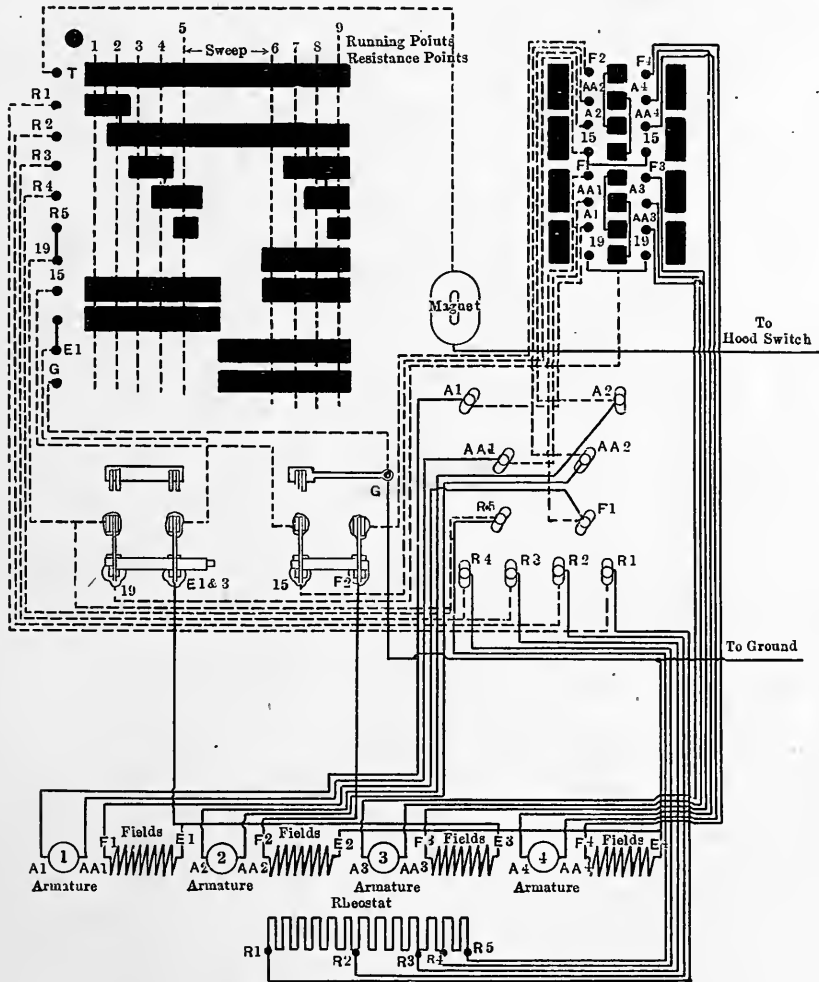 1 2 3 4 5 ←Sweep→ 6 7 8 9 Running Points
Resistance Points
T
R1
R2
R3
R4
R5
19
15
E1
G
F2 F4
AA2 A4
A2 AA4
15 15
F1 F3
AA1 A3
A1 AA3
19 19
Magnet
To
Hood Switch
A1 A2
AA1 AA2
G
R5 F1
R4 R3 R2 R1
19 E1&3 15 F2
To Ground
F1 Fields E1 F2 Fields E2 F3 Fields E3 F4 Fields E4
A1 1 AA1 A2 2 AA2 A3 3 AA3 A4 4 AA4
Armature Armature Armature Armature
Rheostat
R1 R2 R3 R4 R5